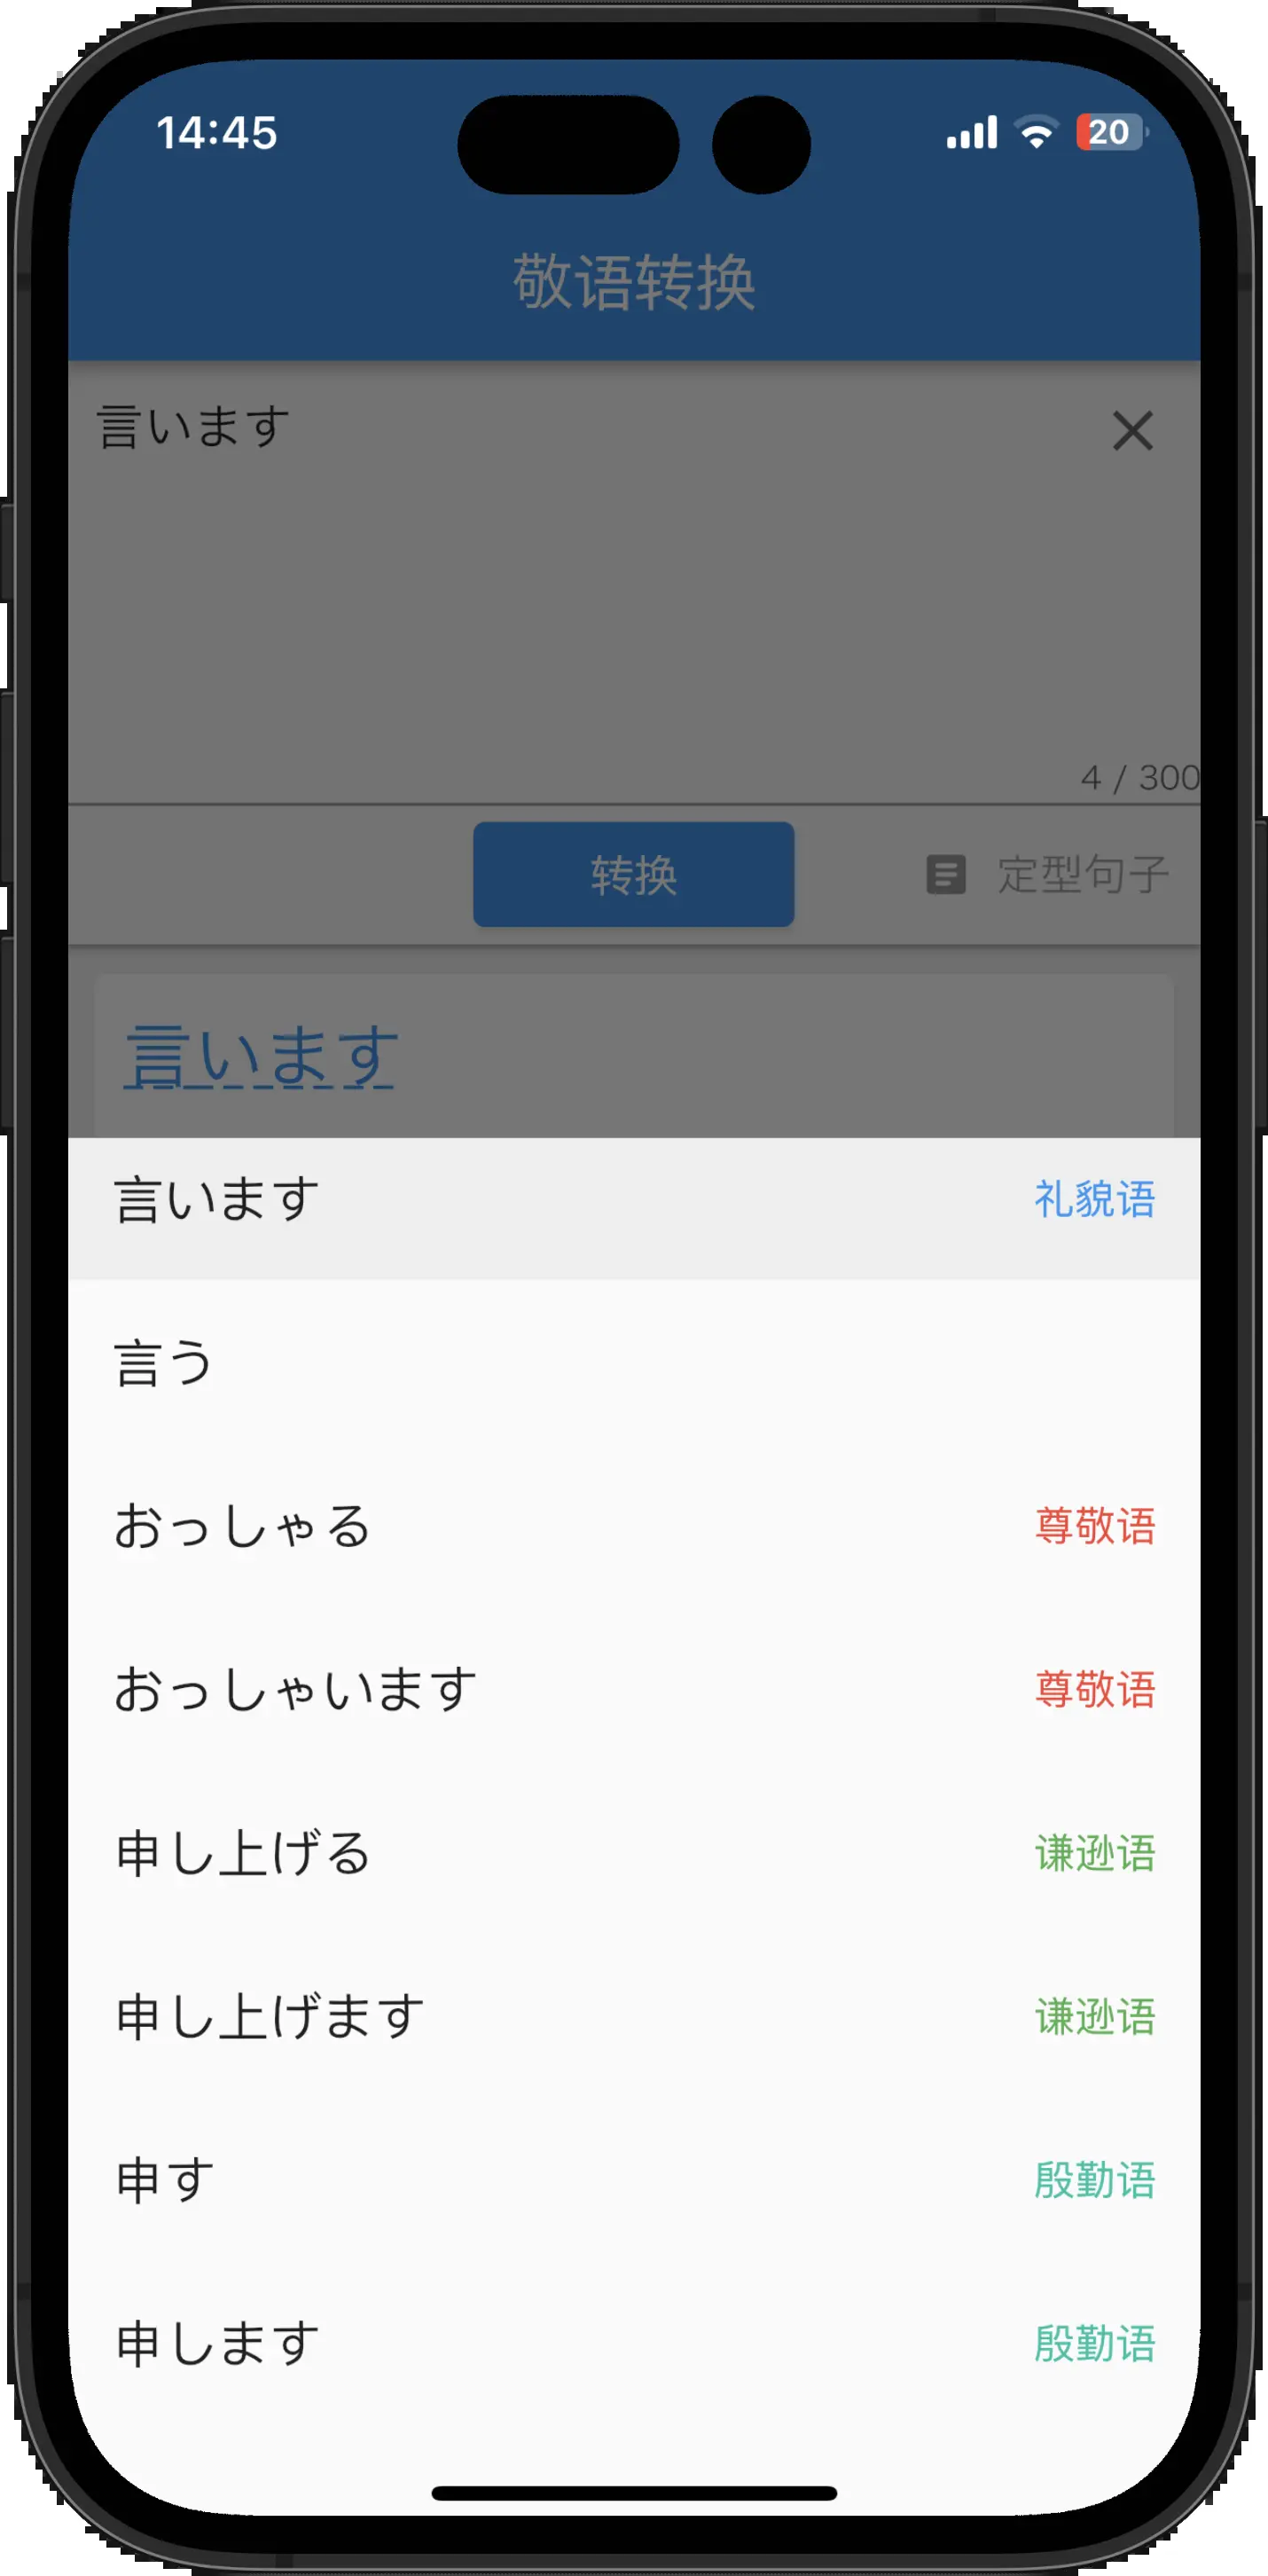 14:45
20
敬语转换
言います
4 / 300
转换
定型句子
言います
言います 礼貌语
言う
おっしゃる 尊敬语
おっしゃいます 尊敬语
申し上げる 谦逊语
申し上げます 谦逊语
申す 殷勤语
申します 殷勤语